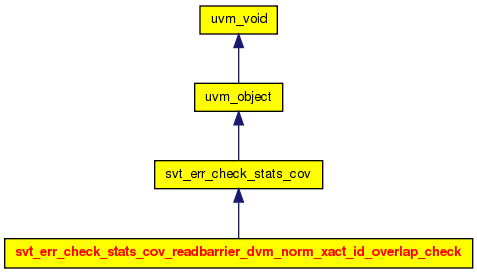 uvm_void
uvm_object
svt_err_check_stats_cov
svt_err_check_stats_cov_readbarrier_dvm_norm_xact_id_overlap_check